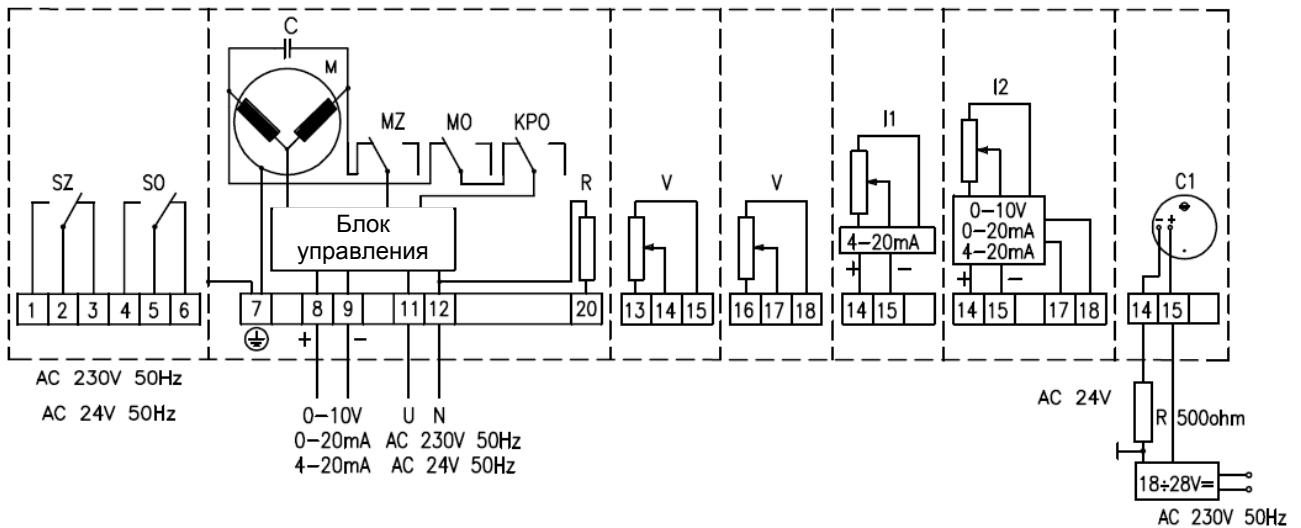 C
M
I2
MZ MO KPO
I1
SZ SO
R
V
V
C1
Блок
управления
- +
4-20mA
0-10V
0-20mA
4-20mA
+ -
+ -
1 2 3 4 5 6
7 8 9 11 12 20
13 14 15
16 17 18
14 15
14 15 17 18
14 15
+ -
AC 230V 50Hz
AC 24V 50Hz
0-10V U N
0-20mA AC 230V 50Hz
4-20mA AC 24V 50Hz
AC 24V
R 500ohm
18÷28V=
AC 230V 50Hz